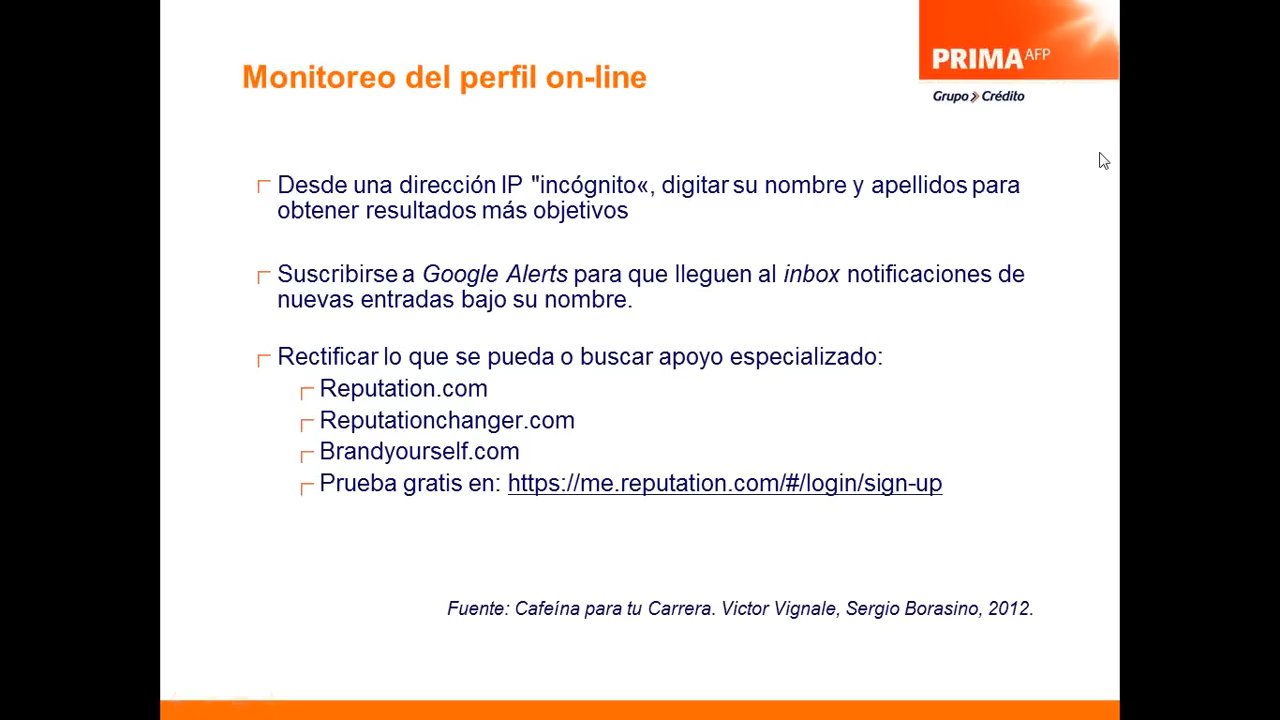 PRIMA AFP
Grupo Crédito
Monitoreo del perfil on-line
Desde una dirección IP "incógnito«, digitar su nombre y apellidos para
obtener resultados más objetivos
Suscribirse a Google Alerts para que lleguen al inbox notificaciones de
nuevas entradas bajo su nombre.
Rectificar lo que se pueda o buscar apoyo especializado:
Reputation.com
Reputationchanger.com
Brandyourself.com
Prueba gratis en: https://me.reputation.com/#/login/sign-up
Fuente: Cafeína para tu Carrera. Victor Vignale, Sergio Borasino, 2012.